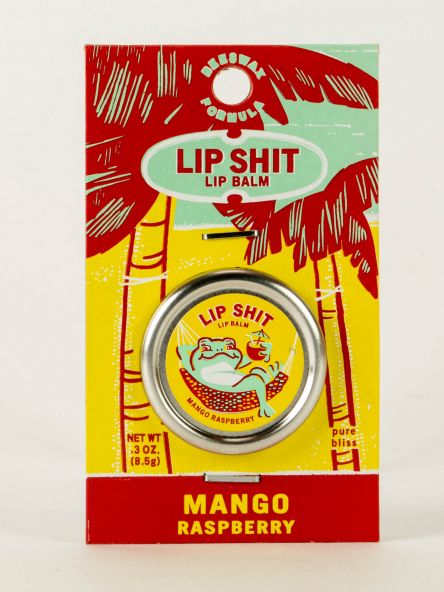 BEESWAX
FORMULA
LIP SHIT
LIP BALM
LIP SHIT
LIP BALM
MANGO RASPBERRY
NET WT
.3 OZ.
(8.5g)
pure
bliss
MANGO
RASPBERRY